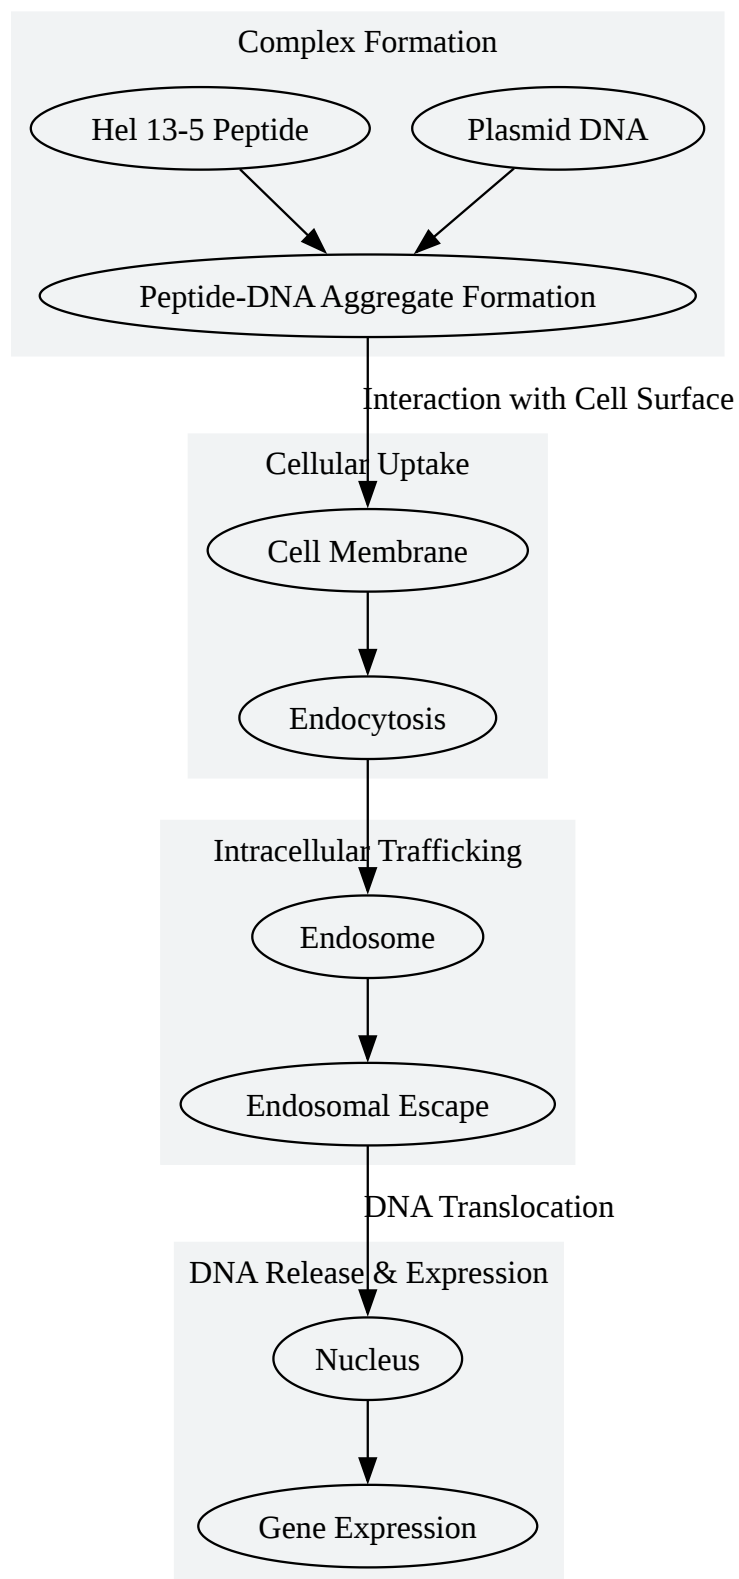 Complex Formation
Hel 13-5 Peptide
Plasmid DNA
Peptide-DNA Aggregate Formation
Interaction with Cell Surface
Cellular Uptake
Cell Membrane
Endocytosis
Intracellular Trafficking
Endosome
Endosomal Escape
DNA Translocation
DNA Release & Expression
Nucleus
Gene Expression